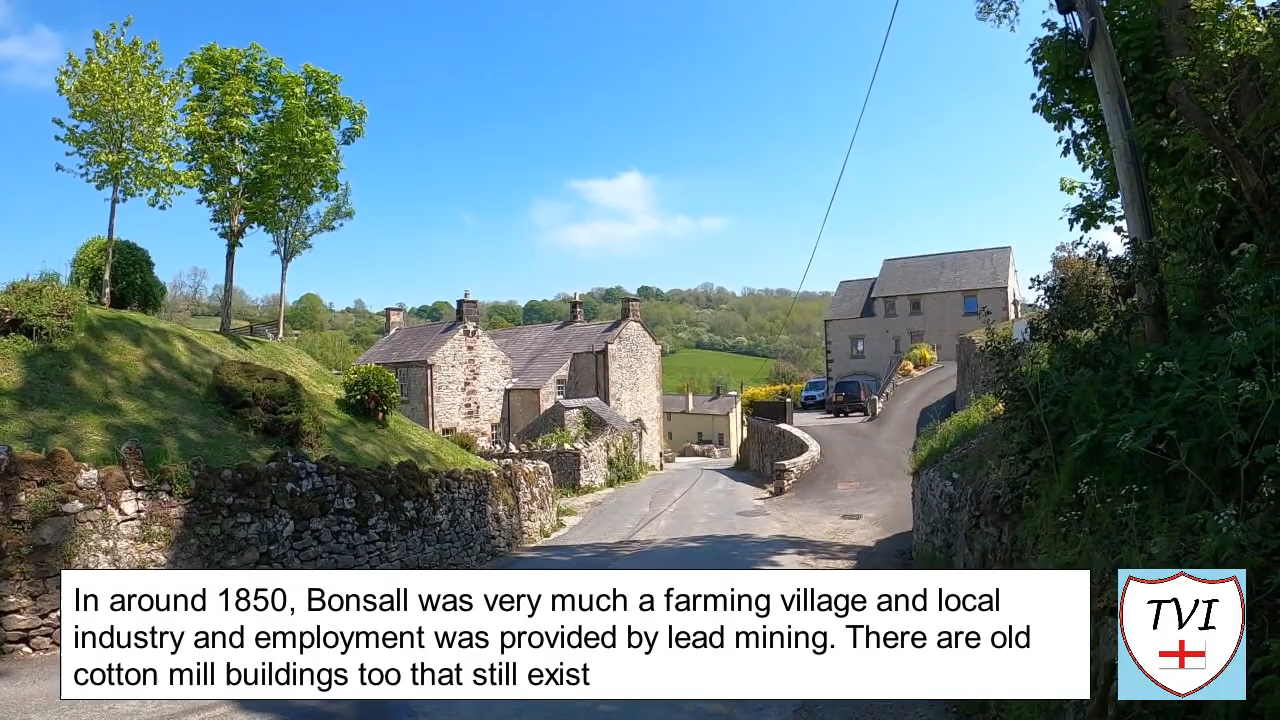 In around 1850, Bonsall was very much a farming village and local
industry and employment was provided by lead mining. There are old
cotton mill buildings too that still exist
TVI